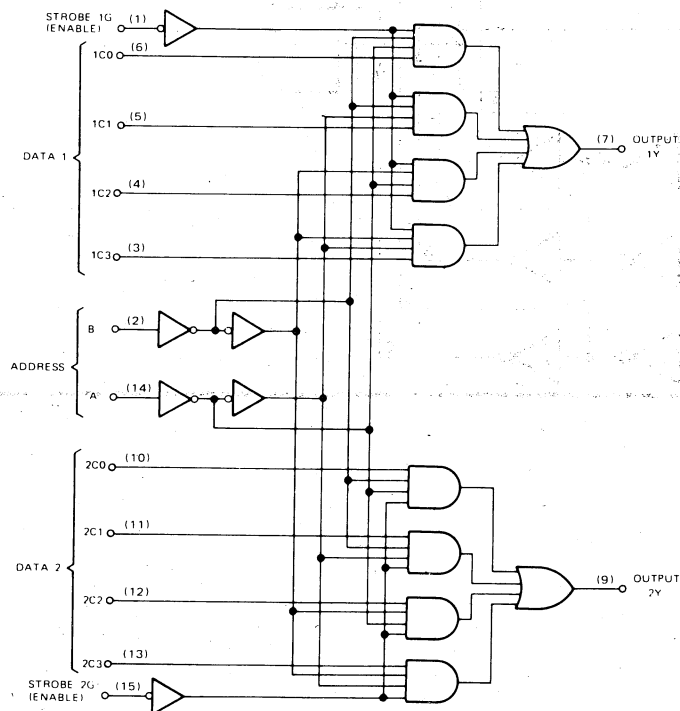 STROBE 1G (1)
(ENABLE)
1C0 (6)
1C1 (5)
DATA 1
1C2 (4)
1C3 (3)
(7) OUTPUT
1Y
B (2)
ADDRESS
A (14)
2C0 (10)
2C1 (11)
DATA 2
2C2 (12)
(9) OUTPUT
2Y
2C3 (13)
STROBE 2G (15)
(ENABLE)